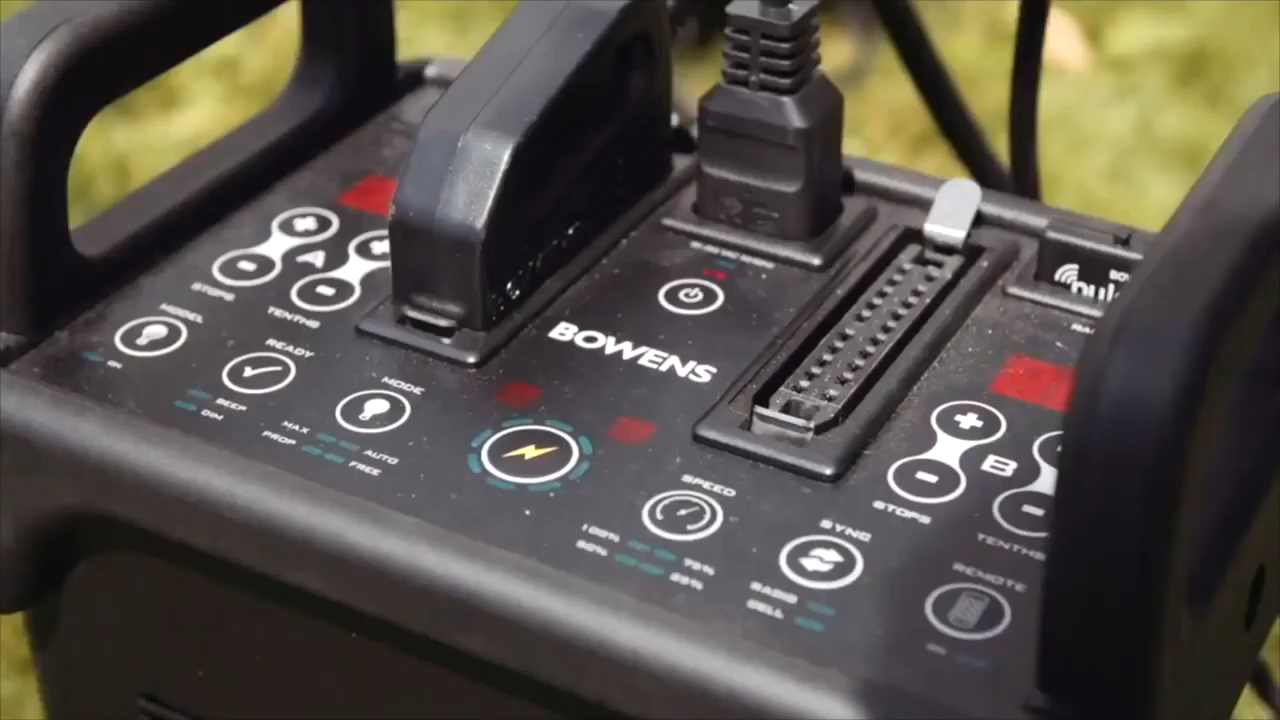 A
STOPS
TENTHS
MODEL
ON
READY
BEEP
DIM
MODE
MAX
AUTO
PROP
FREE
BOWENS
SPEED
100%
75%
50%
25%
SYNC
RADIO
CELL
B
STOPS
TENTHS
REMOTE
ON